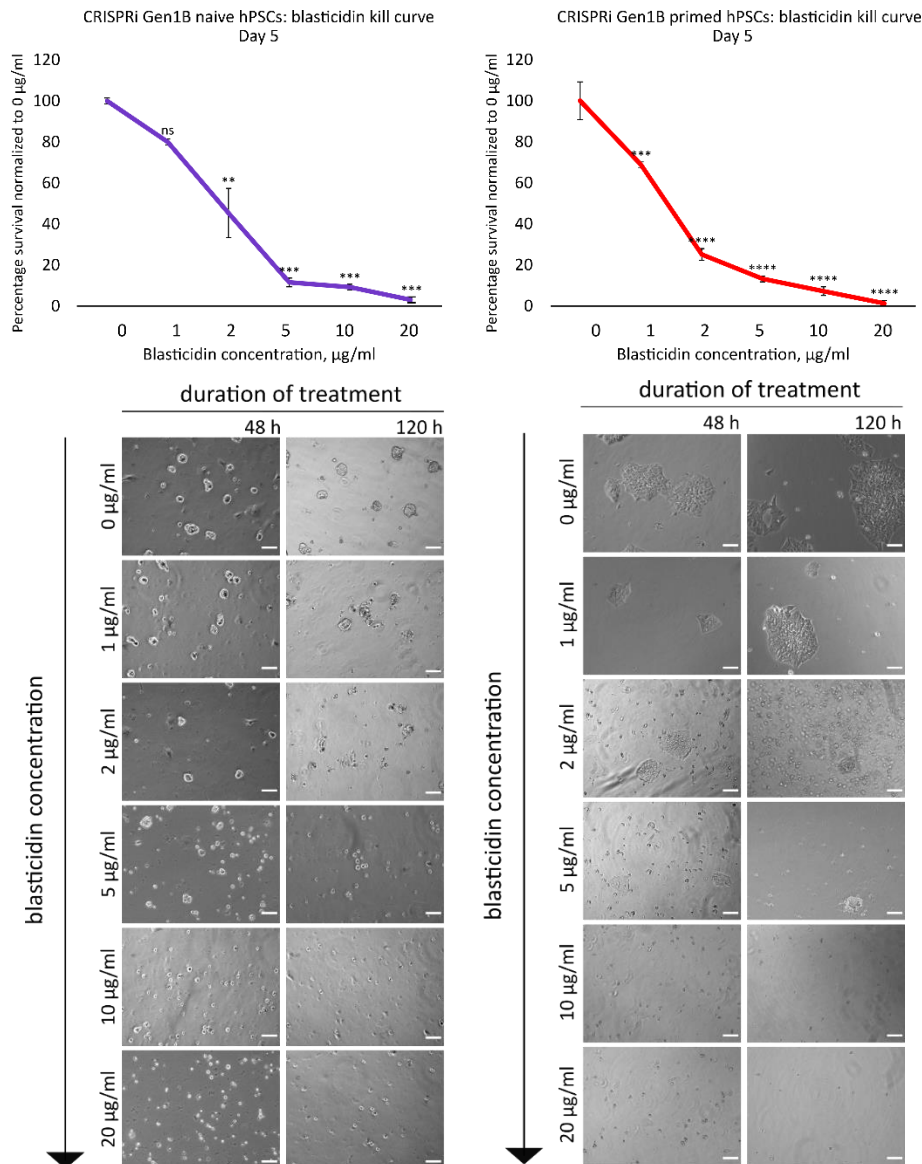 CRISPRi Gen1B naive hPSCs: blasticidin kill curve
Day 5
Percentage survival normalized to 0 µg/ml
120
100
80
60
40
20
0
ns
**
***
***
***
0 1 2 5 10 20
Blasticidin concentration, µg/ml
CRISPRi Gen1B primed hPSCs: blasticidin kill curve
Day 5
Percentage survival normalized to 0 µg/ml
120
100
80
60
40
20
0
***
****
****
****
****
0 1 2 5 10 20
Blasticidin concentration, µg/ml
duration of treatment
48 h 120 h
blasticidin concentration
0 µg/ml
1 µg/ml
2 µg/ml
5 µg/ml
10 µg/ml
20 µg/ml
duration of treatment
48 h 120 h
blasticidin concentration
0 µg/ml
1 µg/ml
2 µg/ml
5 µg/ml
10 µg/ml
20 µg/ml